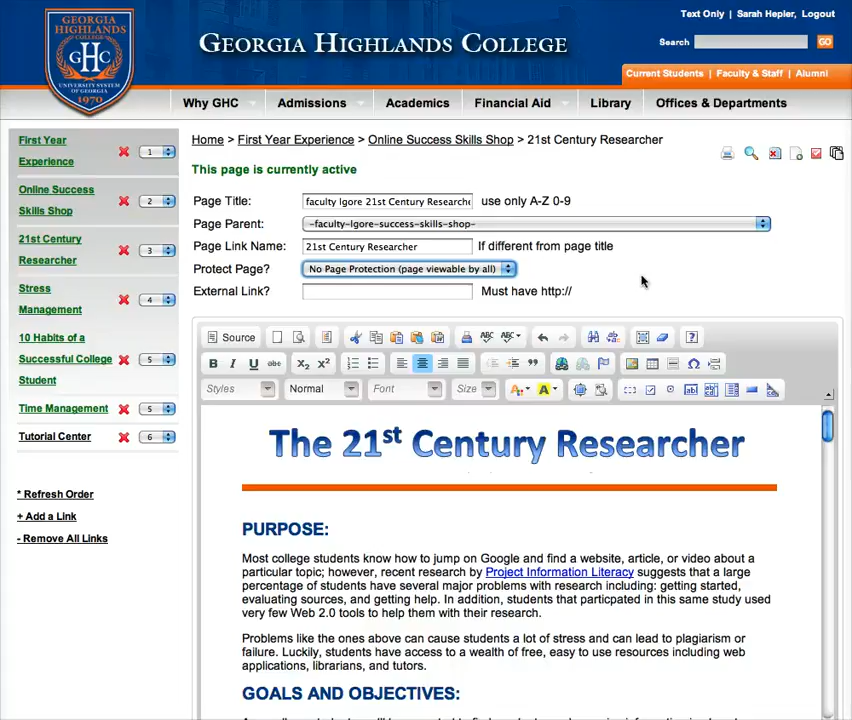 Text Only | Sarah Hepler, Logout
GEORGIA
HIGHLANDS
COLLEGE
GHC
UNIVERSITY SYSTEM
OF GEORGIA
1970
GEORGIA HIGHLANDS COLLEGE
Search GO
Current Students | Faculty & Staff | Alumni
Why GHC Admissions Academics Financial Aid Library Offices & Departments
First Year
Experience
1
Online Success
Skills Shop
2
21st Century
Researcher
3
Stress
Management
4
10 Habits of a
Successful College
Student
5
Time Management
5
Tutorial Center
6
* Refresh Order
+ Add a Link
- Remove All Links
Home > First Year Experience > Online Success Skills Shop > 21st Century Researcher
This page is currently active
Page Title: faculty lgore 21st Century Researche use only A-Z 0-9
Page Parent: -faculty-lgore-success-skills-shop-
Page Link Name: 21st Century Researcher If different from page title
Protect Page? No Page Protection (page viewable by all)
External Link? Must have http://
Source
B I U abc X₂ X²
Styles Normal Font Size
The 21st Century Researcher
PURPOSE:
Most college students know how to jump on Google and find a website, article, or video about a
particular topic; however, recent research by Project Information Literacy suggests that a large
percentage of students have several major problems with research including: getting started,
evaluating sources, and getting help. In addition, students that particpated in this same study used
very few Web 2.0 tools to help them with their research.
Problems like the ones above can cause students a lot of stress and can lead to plagiarism or
failure. Luckily, students have access to a wealth of free, easy to use resources including web
applications, librarians, and tutors.
GOALS AND OBJECTIVES: